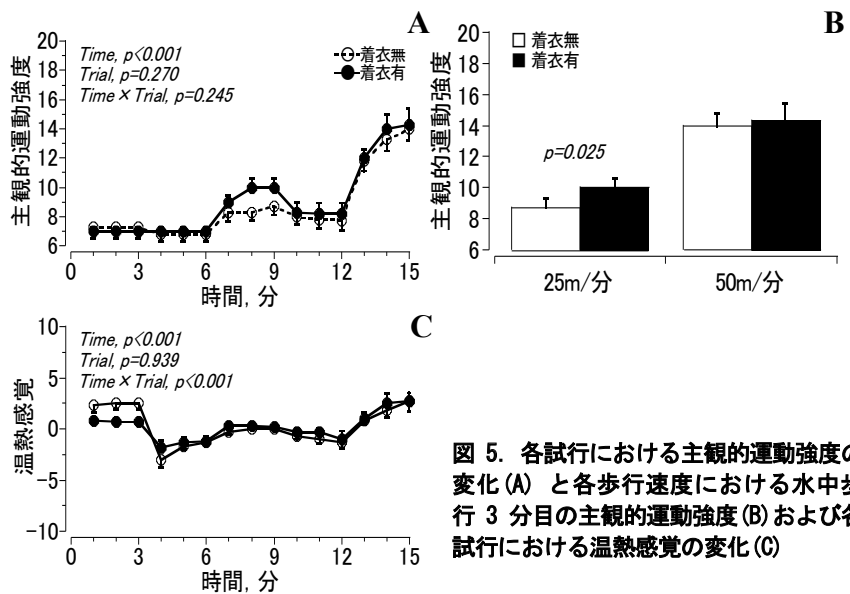 A
20
18
16
14
12
10
8
6
主観的運動強度
Time, p<0.001
Trial, p=0.270
Time×Trial, p=0.245
着衣無
着衣有
0 3 6 9 12 15
時間, 分
B
20
18
16
14
12
10
8
6
主観的運動強度
着衣無
着衣有
p=0.025
25m/分 50m/分
C
10
5
0
−5
−10
温熱感覚
Time, p<0.001
Trial, p=0.939
Time×Trial, p<0.001
0 3 6 9 12 15
時間, 分
図 5. 各試行における主観的運動強度の
変化(A) と各歩行速度における水中歩
行 3 分目の主観的運動強度(B)および各
試行における温熱感覚の変化(C)